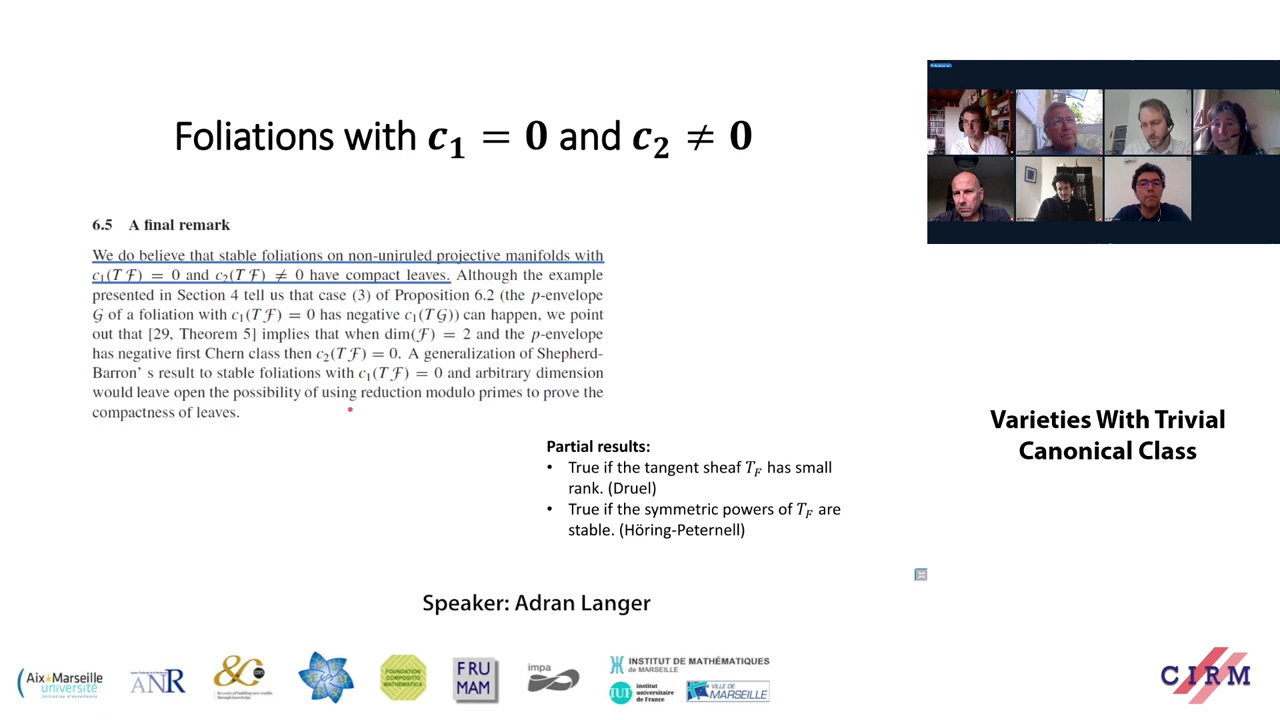 Foliations with c₁ = 0 and c₂ ≠ 0
6.5 A final remark
We do believe that stable foliations on non-uniruled projective manifolds with
c₁(Tℱ) = 0 and c₂(Tℱ) ≠ 0 have compact leaves. Although the example
presented in Section 4 tell us that case (3) of Proposition 6.2 (the p-envelope
𝒢 of a foliation with c₁(Tℱ) = 0 has negative c₁(T𝒢)) can happen, we point
out that [29, Theorem 5] implies that when dim(ℱ) = 2 and the p-envelope
has negative first Chern class then c₂(Tℱ) = 0. A generalization of Shepherd-
Barron' s result to stable foliations with c₁(Tℱ) = 0 and arbitrary dimension
would leave open the possibility of using reduction modulo primes to prove the
compactness of leaves.
Partial results:
• True if the tangent sheaf T_F has small
rank. (Druel)
• True if the symmetric powers of T_F are
stable. (Höring-Peternell)
Varieties With Trivial
Canonical Class
Speaker: Adran Langer
Aix*Marseille
université
ANR
&C
FOUNDATION
COMPOSITIO
MATHEMATICA
FRU
MAM
impa
INSTITUT DE MATHÉMATIQUES
de MARSEILLE
IUF
institut
universitaire
de France
VILLE DE
MARSEILLE
CIRM